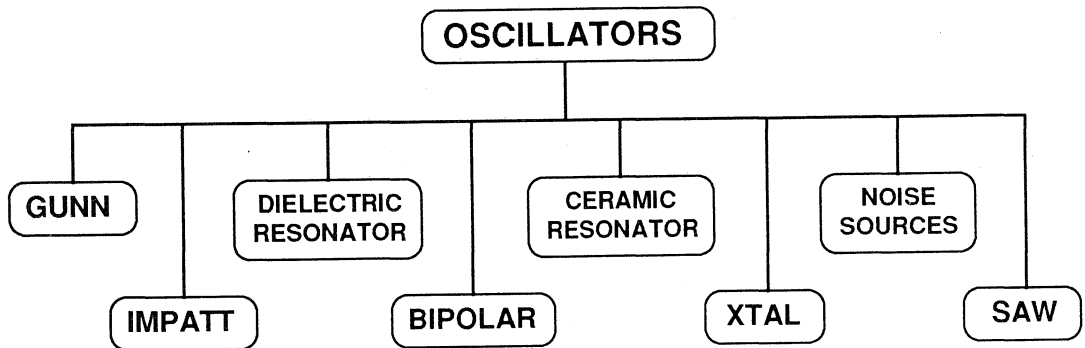 OSCILLATORS
GUNN
DIELECTRIC
RESONATOR
CERAMIC
RESONATOR
NOISE
SOURCES
IMPATT
BIPOLAR
XTAL
SAW